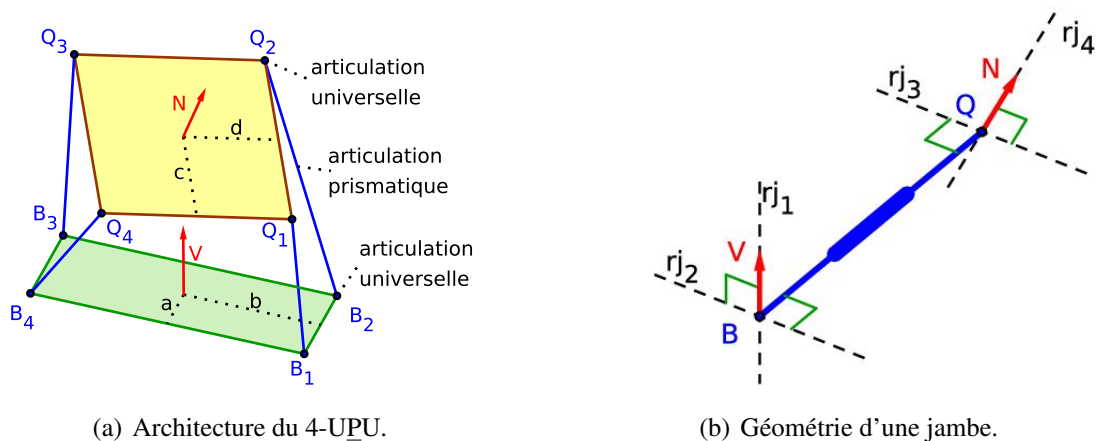 Q3
Q2
articulation
universelle
N
d
c
articulation
prismatique
B3
Q4
Q1
V
articulation
universelle
a
b
B4
B2
B1
(a) Architecture du 4-UPU.
rj4
N
rj3
Q
rj1
V
rj2
B
(b) Géométrie d'une jambe.